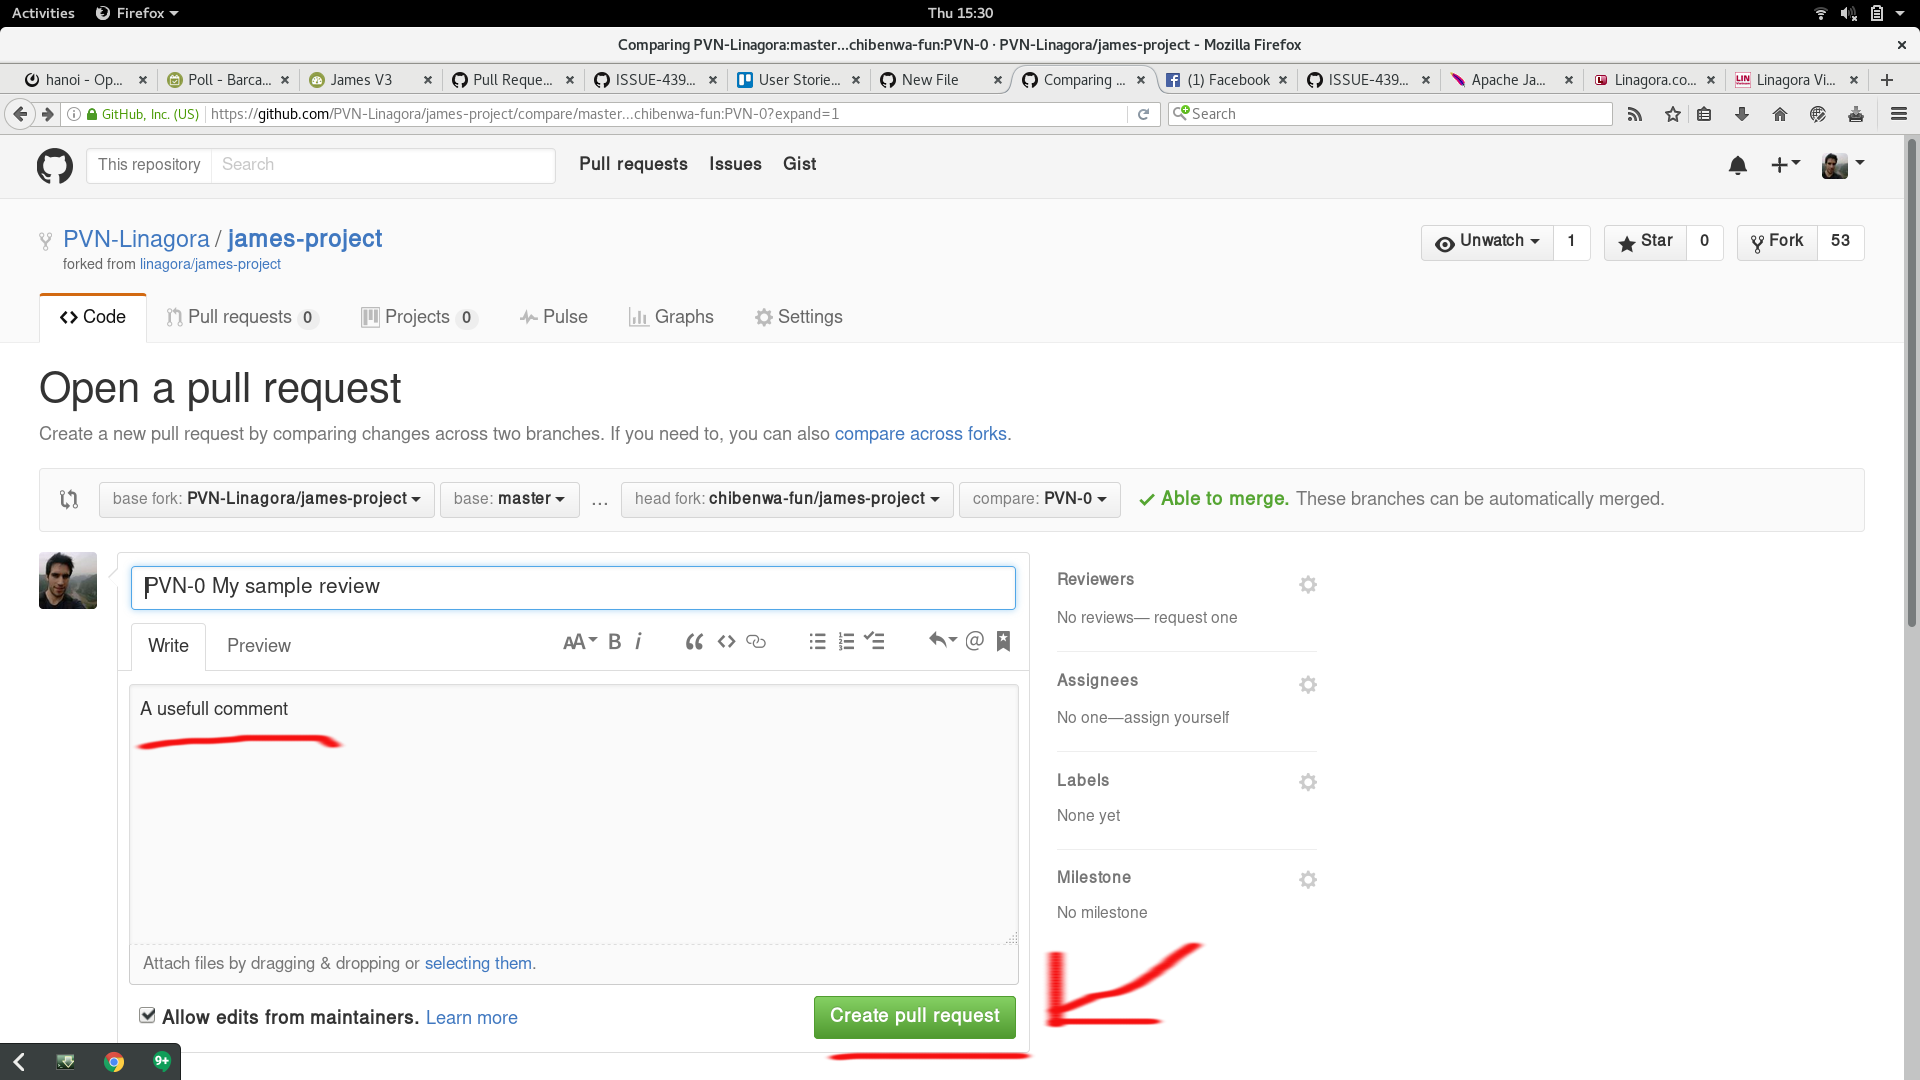 Activities Firefox Thu 15:30
Comparing PVN-Linagora:master...chibenwa-fun:PVN-0 · PVN-Linagora/james-project - Mozilla Firefox
hanoi - Op... Poll - Barca... James V3 Pull Reque... ISSUE-439... User Storie... New File Comparing ... (1) Facebook ISSUE-439... Apache Ja... Linagora.co... Linagora Vi...
GitHub, Inc. (US) https://github.com/PVN-Linagora/james-project/compare/master...chibenwa-fun:PVN-0?expand=1 Search
This repository Search Pull requests Issues Gist
PVN-Linagora / james-project Unwatch 1 Star 0 Fork 53
forked from linagora/james-project
Code Pull requests 0 Projects 0 Pulse Graphs Settings
Open a pull request
Create a new pull request by comparing changes across two branches. If you need to, you can also compare across forks.
base fork: PVN-Linagora/james-project base: master ... head fork: chibenwa-fun/james-project compare: PVN-0 Able to merge. These branches can be automatically merged.
PVN-0 My sample review
Reviewers
No reviews— request one
Write Preview AA B i @
Assignees
No one—assign yourself
A usefull comment
Labels
None yet
Milestone
No milestone
Attach files by dragging & dropping or selecting them.
Allow edits from maintainers. Learn more Create pull request
9+